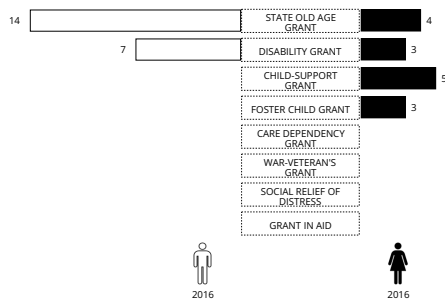 14
STATE OLD AGE
GRANT
4
7
DISABILITY GRANT
3
CHILD-SUPPORT
GRANT
5
FOSTER CHILD GRANT
3
CARE DEPENDENCY
GRANT
WAR-VETERAN'S
GRANT
SOCIAL RELIEF OF
DISTRESS
GRANT IN AID
2016
2016